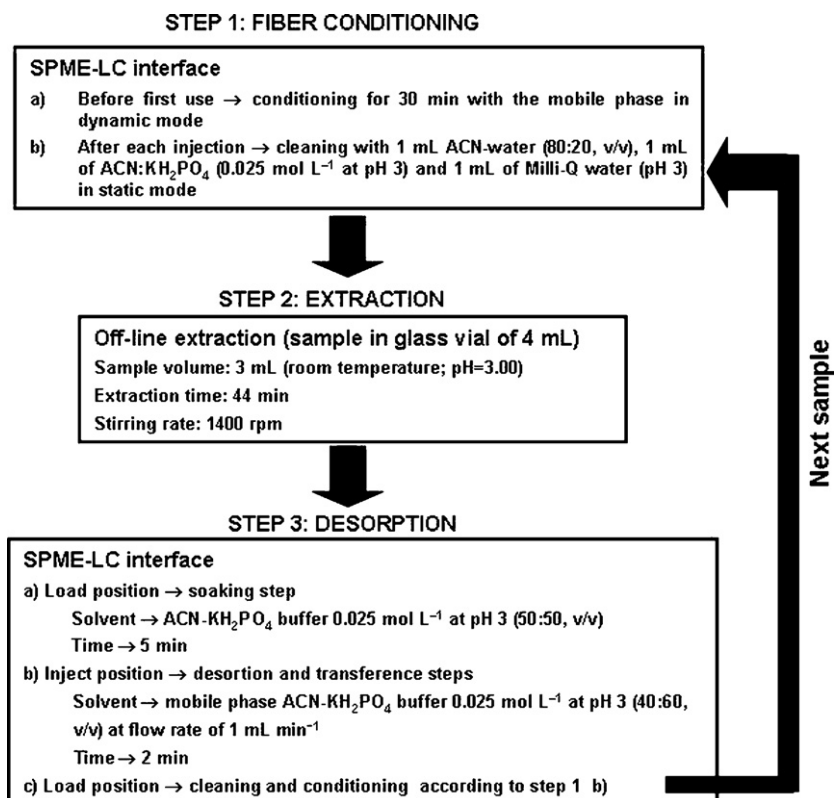 STEP 1: FIBER CONDITIONING
SPME-LC interface
a) Before first use → conditioning for 30 min with the mobile phase in
dynamic mode
b) After each injection → cleaning with 1 mL ACN-water (80:20, v/v), 1 mL
of ACN:KH₂PO₄ (0.025 mol L⁻¹ at pH 3) and 1 mL of Milli-Q water (pH 3)
in static mode
STEP 2: EXTRACTION
Off-line extraction (sample in glass vial of 4 mL)
Sample volume: 3 mL (room temperature; pH=3.00)
Extraction time: 44 min
Stirring rate: 1400 rpm
STEP 3: DESORPTION
SPME-LC interface
a) Load position → soaking step
Solvent → ACN-KH₂PO₄ buffer 0.025 mol L⁻¹ at pH 3 (50:50, v/v)
Time → 5 min
b) Inject position → desortion and transference steps
Solvent → mobile phase ACN-KH₂PO₄ buffer 0.025 mol L⁻¹ at pH 3 (40:60,
v/v) at flow rate of 1 mL min⁻¹
Time → 2 min
c) Load position → cleaning and conditioning according to step 1 b)
Next sample